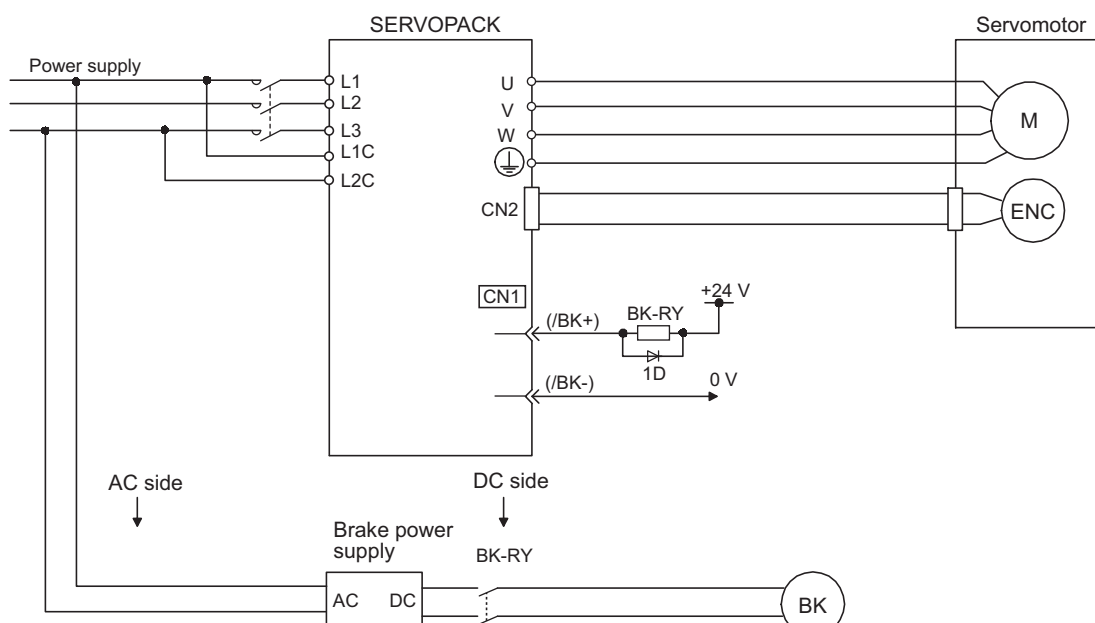 SERVOPACK
Servomotor
Power supply
L1
L2
L3
L1C
L2C
U
V
W
M
CN2
ENC
CN1
+24 V
(/BK+)
BK-RY
1D
(/BK-)
0 V
AC side
DC side
Brake power
supply
BK-RY
AC
DC
BK